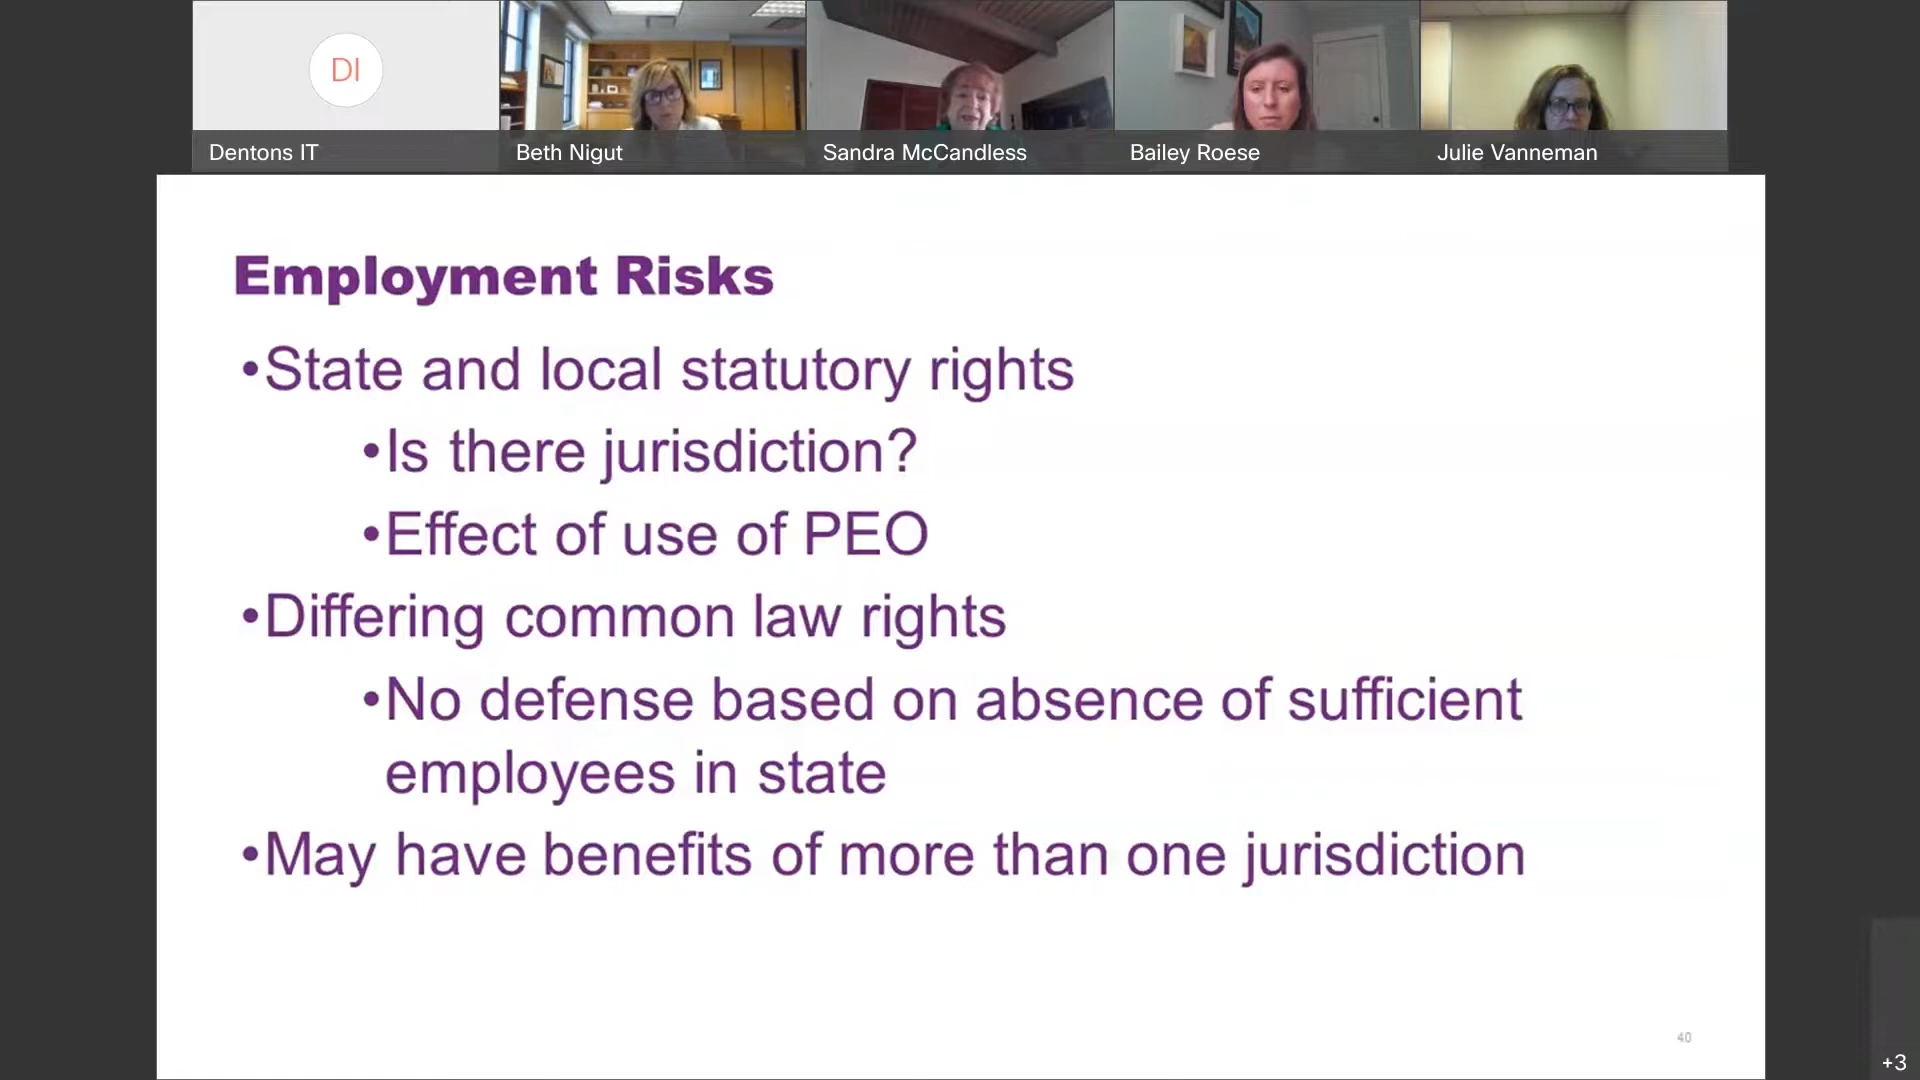 DI
Dentons IT
Beth Nigut
Sandra McCandless
Bailey Roese
Julie Vanneman
Employment Risks
•State and local statutory rights
•Is there jurisdiction?
•Effect of use of PEO
•Differing common law rights
•No defense based on absence of sufficient
employees in state
•May have benefits of more than one jurisdiction
40
+3